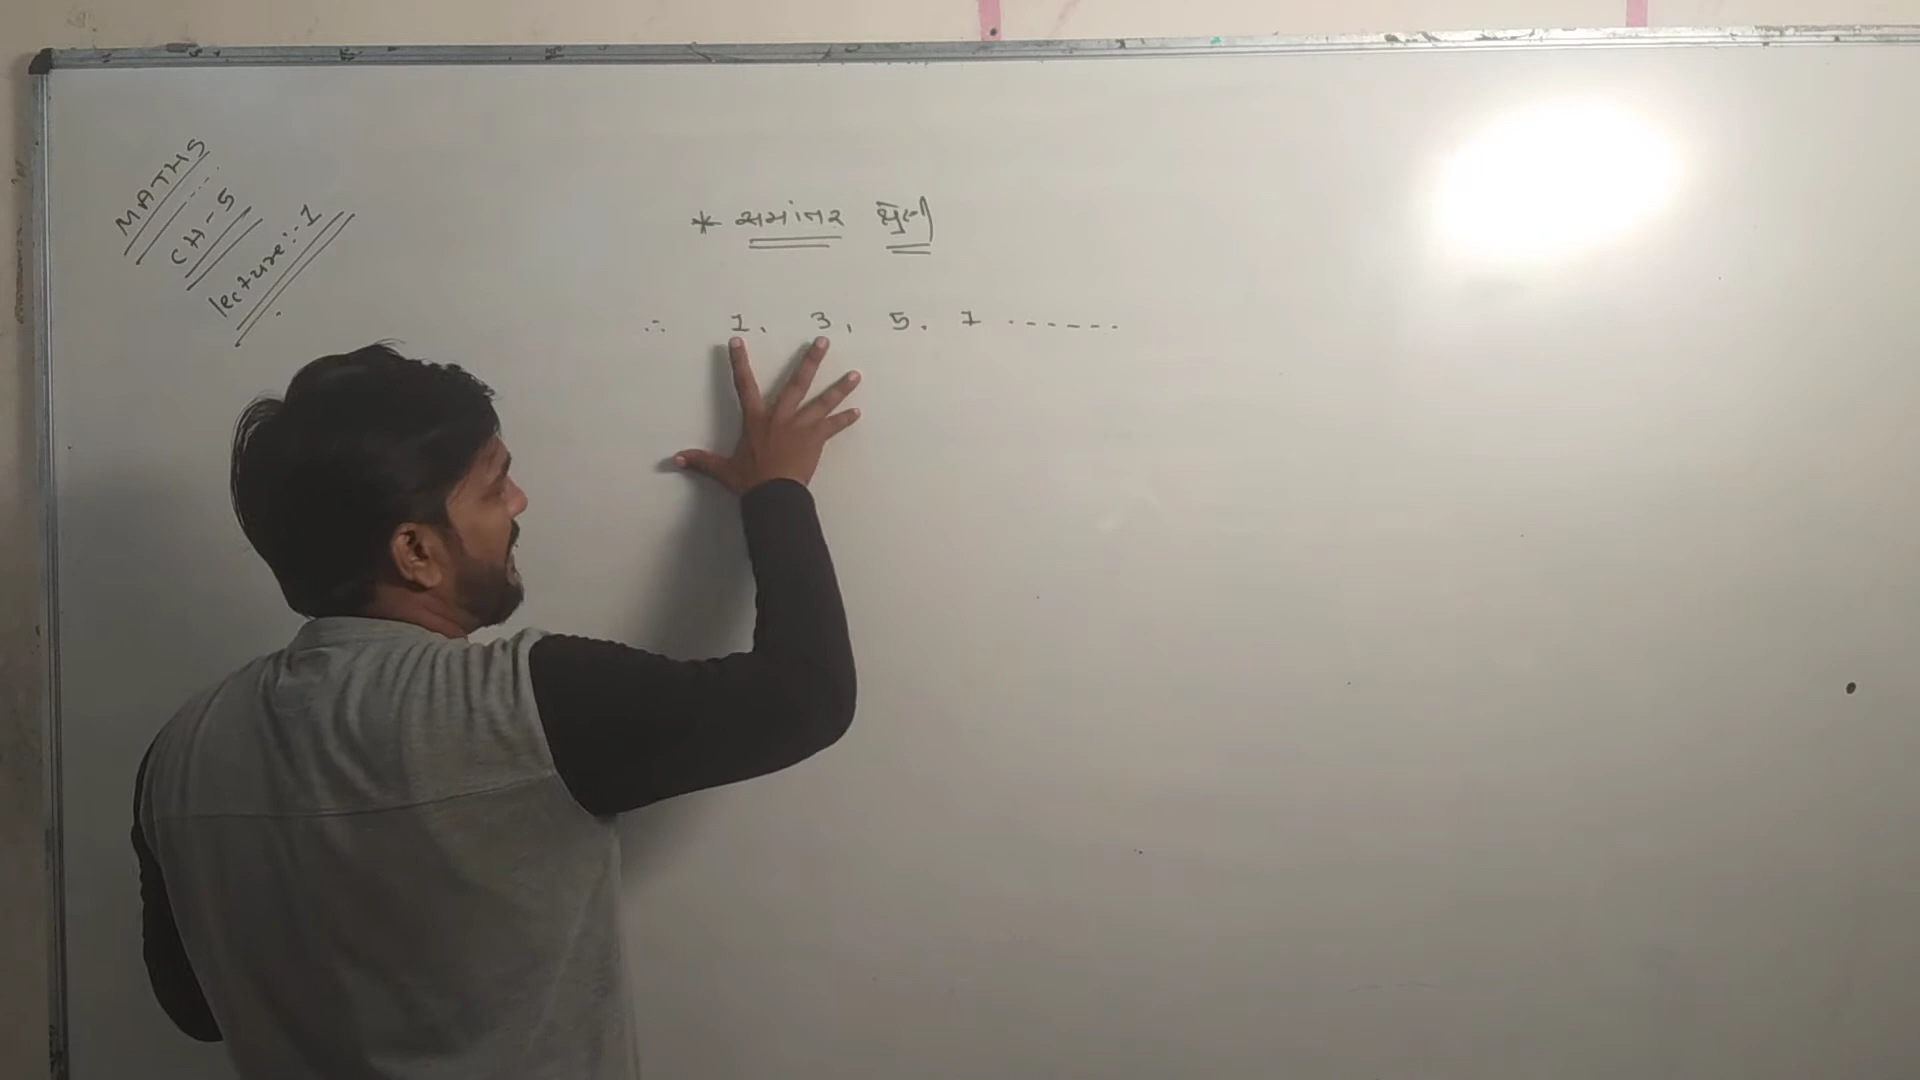 MATHS
CH-5
lecture:-1
* સમાંતર શ્રેણી
∴ 1, 3, 5, 7 ------